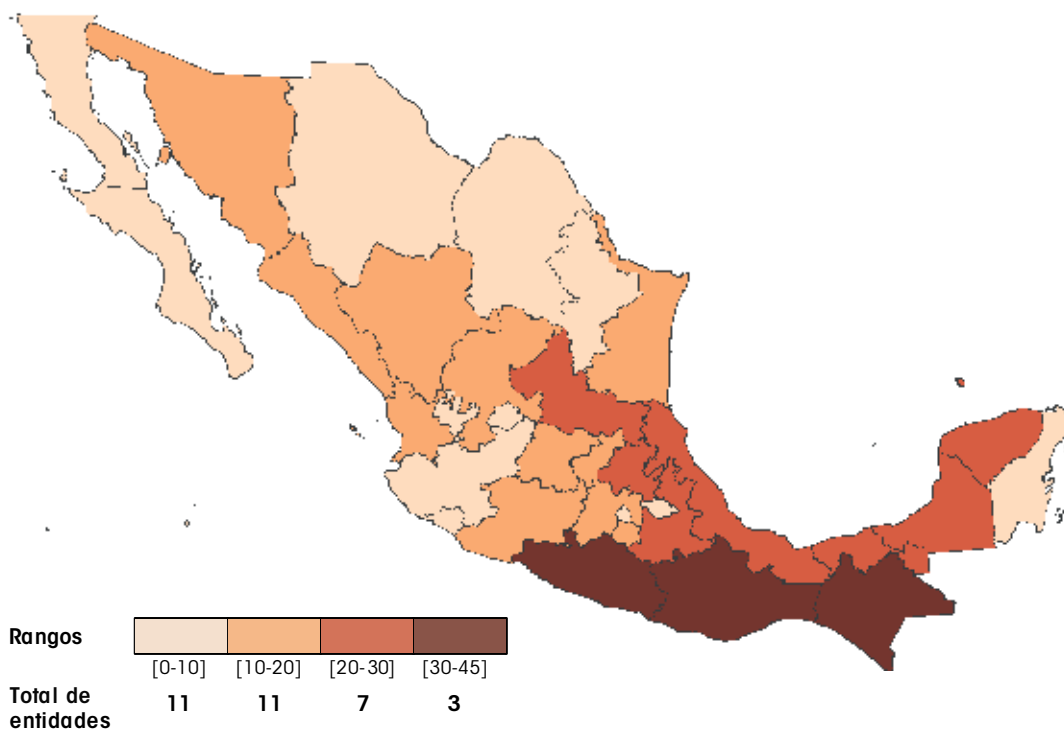 Rangos
[0-10] [10-20] [20-30] [30-45]
Total de
entidades
11 11 7 3